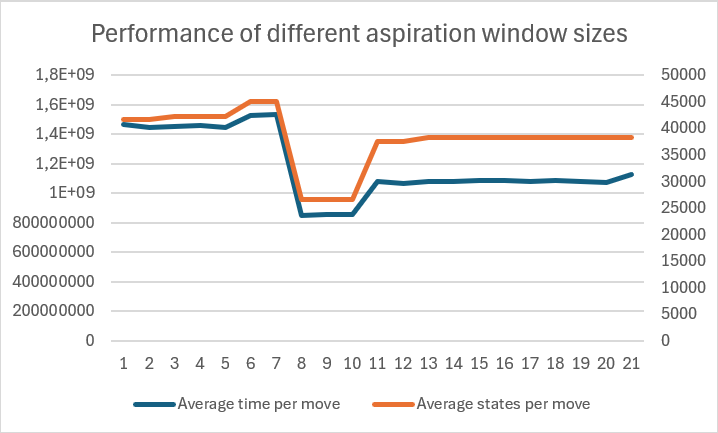 Performance of different aspiration window sizes
1,8E+09 50000
1,6E+09 45000
1,4E+09 40000
1,2E+09 35000
1E+09 30000
800000000 25000
600000000 20000
400000000 15000
200000000 10000
0 5000
0
1 2 3 4 5 6 7 8 9 10 11 12 13 14 15 16 17 18 19 20 21
Average time per move Average states per move